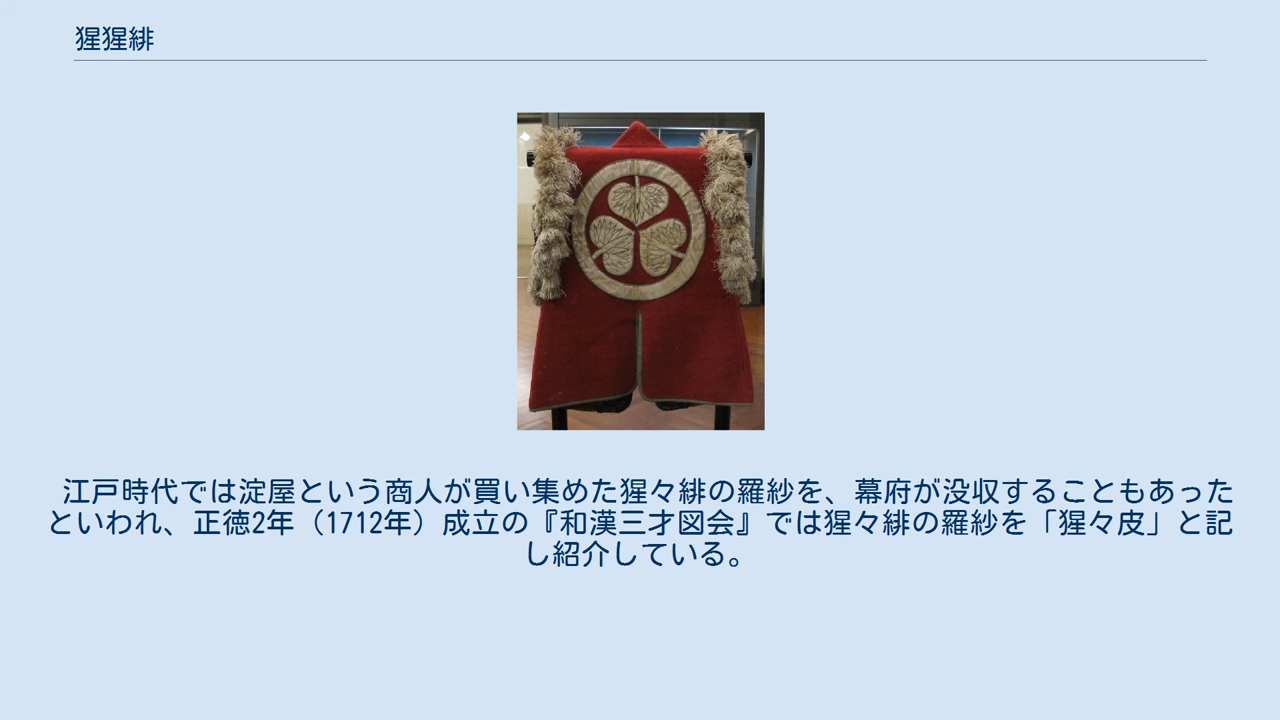 猩猩緋
江戸時代では淀屋という商人が買い集めた猩々緋の羅紗を、幕府が没収することもあった
といわれ、正徳2年（1712年）成立の『和漢三才図会』では猩々緋の羅紗を「猩々皮」と記
し紹介している。